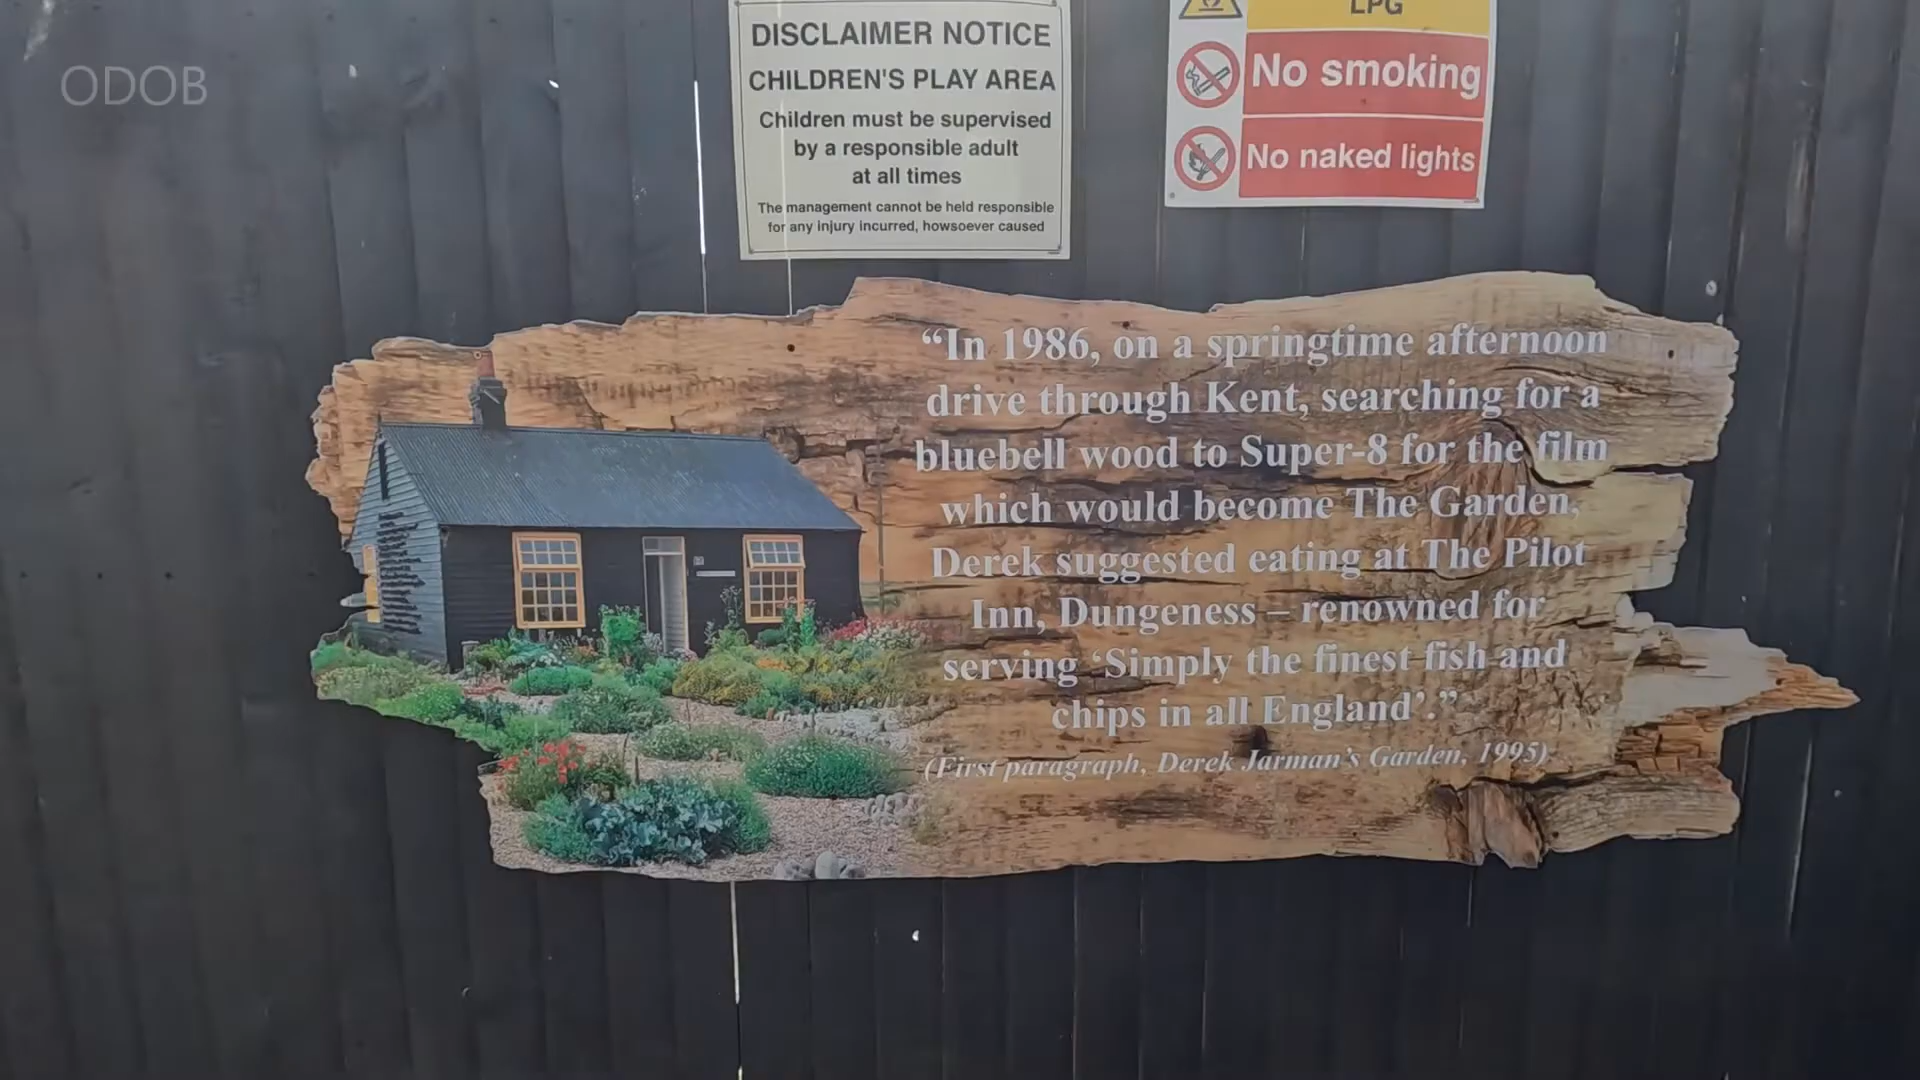 ODOB
DISCLAIMER NOTICE
CHILDREN'S PLAY AREA
Children must be supervised
by a responsible adult
at all times
The management cannot be held responsible
for any injury incurred, howsoever caused
LPG
No smoking
No naked lights
“In 1986, on a springtime afternoon
drive through Kent, searching for a
bluebell wood to Super-8 for the film
which would become The Garden,
Derek suggested eating at The Pilot
Inn, Dungeness – renowned for
serving ‘Simply the finest fish and
chips in all England’.”
(First paragraph, Derek Jarman’s Garden, 1995)